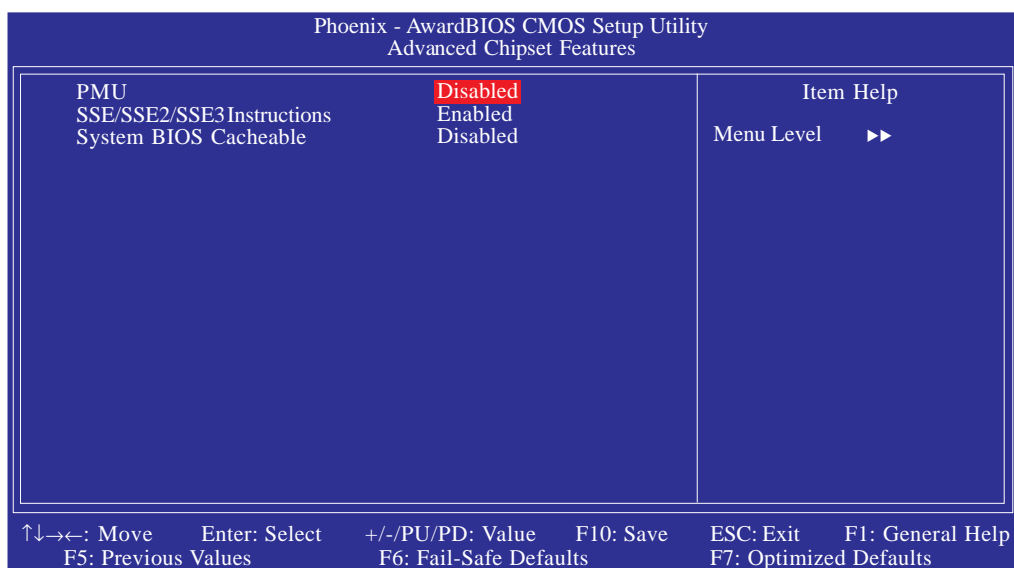 Phoenix - AwardBIOS CMOS Setup Utility
Advanced Chipset Features
PMU Disabled
SSE/SSE2/SSE3 Instructions Enabled
System BIOS Cacheable Disabled
Item Help
Menu Level ▶▶
↑↓→←: Move Enter: Select +/-/PU/PD: Value F10: Save ESC: Exit F1: General Help
F5: Previous Values F6: Fail-Safe Defaults F7: Optimized Defaults